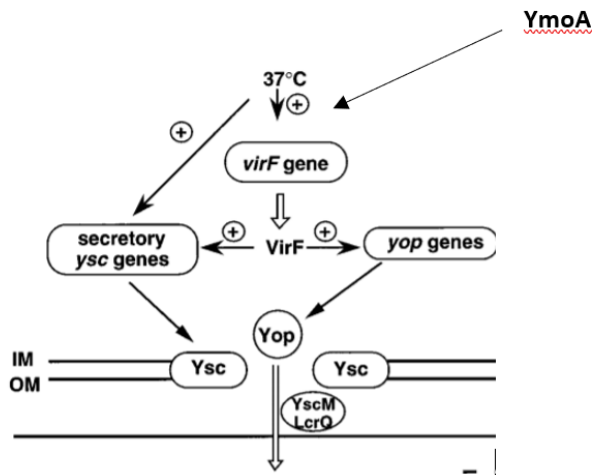 YmoA
37°C
+
+
virF gene
secretory
ysc genes
+
VirF
+
yop genes
Yop
IM
OM
Ysc
Ysc
YscM
LcrQ